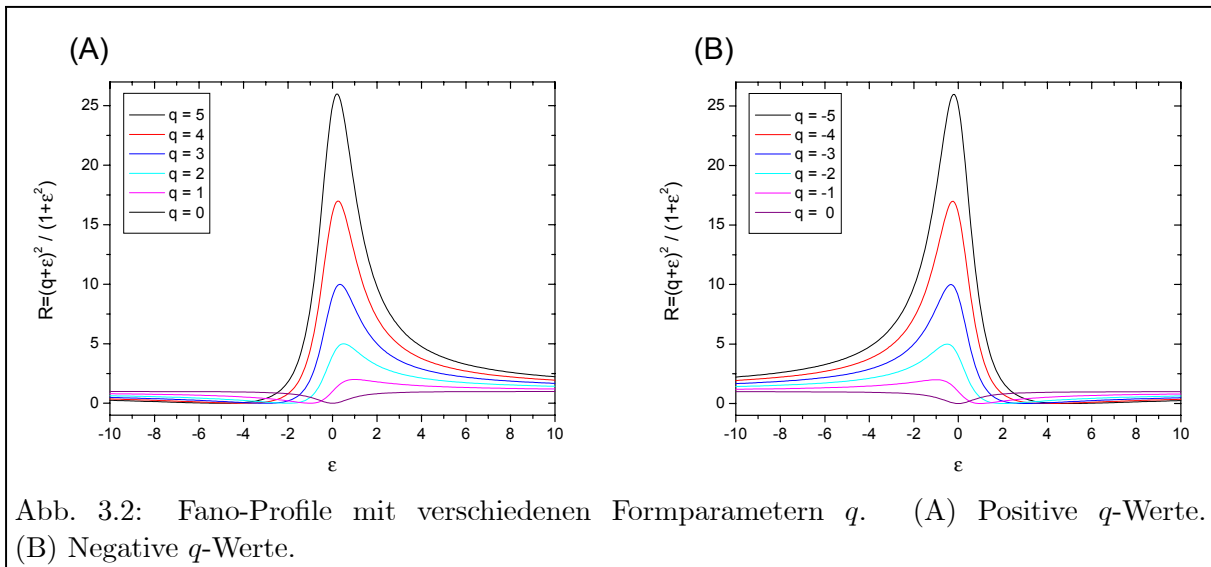 (A)
R=(q+ε)² / (1+ε²)
25
20
15
10
5
0
q = 5
q = 4
q = 3
q = 2
q = 1
q = 0
-10 -8 -6 -4 -2 0 2 4 6 8 10
ε
(B)
R=(q+ε)² / (1+ε²)
25
20
15
10
5
0
q = -5
q = -4
q = -3
q = -2
q = -1
q = 0
-10 -8 -6 -4 -2 0 2 4 6 8 10
ε
Abb. 3.2: Fano-Profile mit verschiedenen Formparametern q. (A) Positive q-Werte.
(B) Negative q-Werte.